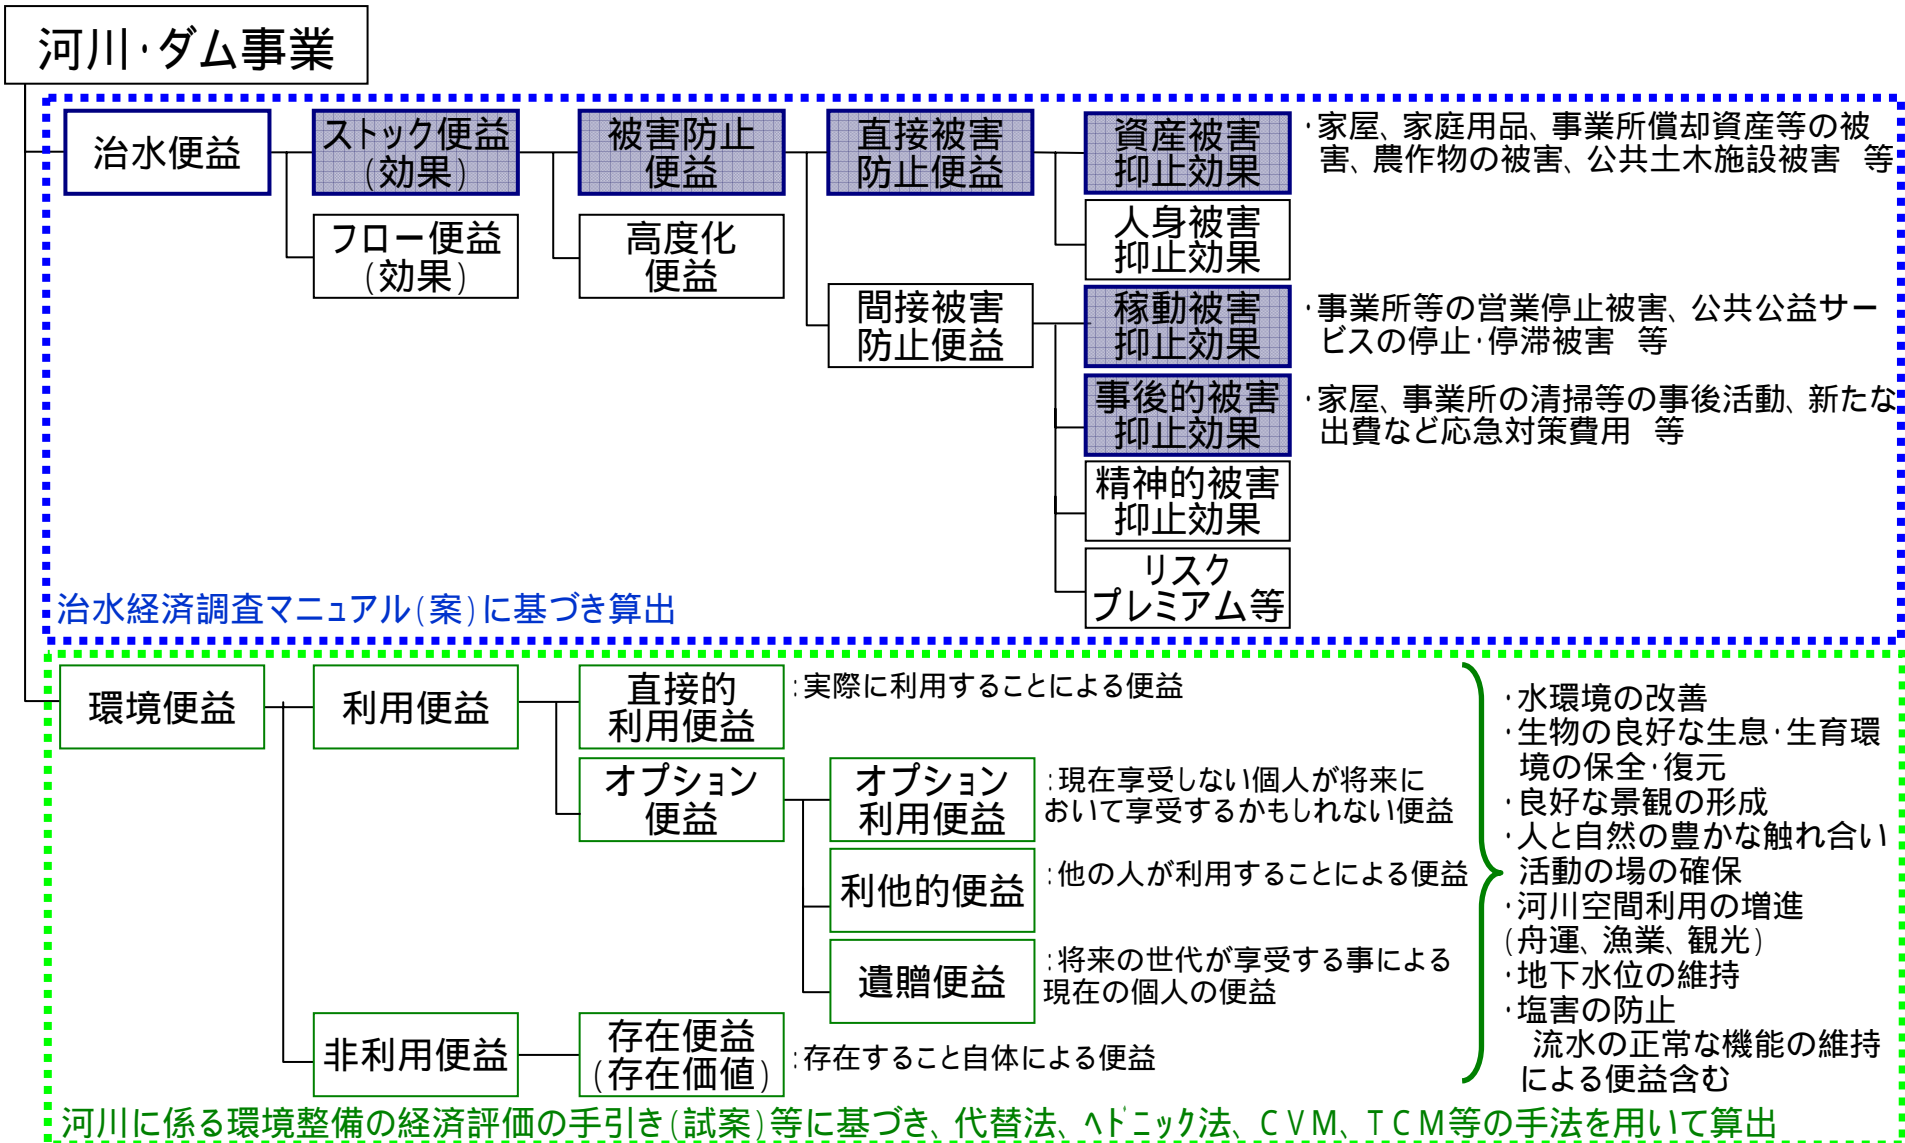 河川・ダム事業
治水便益
ストック便益
(効果)
被害防止
便益
直接被害
防止便益
資産被害
抑止効果
・家屋、家庭用品、事業所償却資産等の被
害、農作物の被害、公共土木施設被害 等
フロー便益
(効果)
高度化
便益
人身被害
抑止効果
間接被害
防止便益
稼動被害
抑止効果
・事業所等の営業停止被害、公共公益サー
ビスの停止・停滞被害 等
事後的被害
抑止効果
・家屋、事業所の清掃等の事後活動、新たな
出費など応急対策費用 等
精神的被害
抑止効果
リスク
プレミアム等
治水経済調査マニュアル(案)に基づき算出
環境便益
利用便益
直接的
利用便益
:実際に利用することによる便益
オプション
便益
オプション
利用便益
:現在享受しない個人が将来に
おいて享受するかもしれない便益
利他的便益
:他の人が利用することによる便益
遺贈便益
:将来の世代が享受する事による
現在の個人の便益
非利用便益
存在便益
(存在価値)
:存在すること自体による便益
・水環境の改善
・生物の良好な生息・生育環
境の保全・復元
・良好な景観の形成
・人と自然の豊かな触れ合い
活動の場の確保
・河川空間利用の増進
(舟運、漁業、観光)
・地下水位の維持
・塩害の防止
流水の正常な機能の維持
による便益含む
河川に係る環境整備の経済評価の手引き(試案)等に基づき、代替法、ヘドニック法、CVM、TCM等の手法を用いて算出